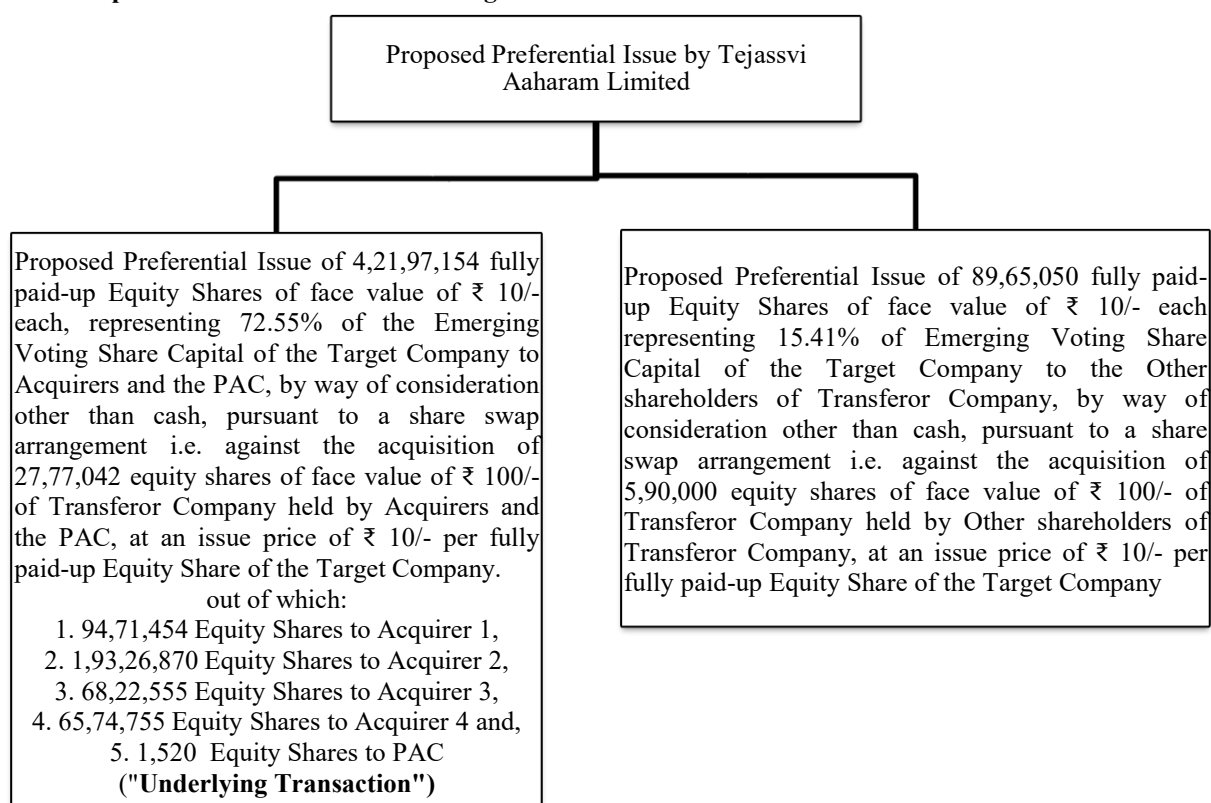 Proposed Preferential Issue by Tejassvi
Aaharam Limited
Proposed Preferential Issue of 4,21,97,154 fully
paid-up Equity Shares of face value of ₹ 10/-
each, representing 72.55% of the Emerging
Voting Share Capital of the Target Company to
Acquirers and the PAC, by way of consideration
other than cash, pursuant to a share swap
arrangement i.e. against the acquisition of
27,77,042 equity shares of face value of ₹ 100/-
of Transferor Company held by Acquirers and
the PAC, at an issue price of ₹ 10/- per fully
paid-up Equity Share of the Target Company.
out of which:
1. 94,71,454 Equity Shares to Acquirer 1,
2. 1,93,26,870 Equity Shares to Acquirer 2,
3. 68,22,555 Equity Shares to Acquirer 3,
4. 65,74,755 Equity Shares to Acquirer 4 and,
5. 1,520 Equity Shares to PAC
("Underlying Transaction")
Proposed Preferential Issue of 89,65,050 fully paid-
up Equity Shares of face value of ₹ 10/- each
representing 15.41% of Emerging Voting Share
Capital of the Target Company to the Other
shareholders of Transferor Company, by way of
consideration other than cash, pursuant to a share
swap arrangement i.e. against the acquisition of
5,90,000 equity shares of face value of ₹ 100/- of
Transferor Company held by Other shareholders of
Transferor Company, at an issue price of ₹ 10/- per
fully paid-up Equity Share of the Target Company